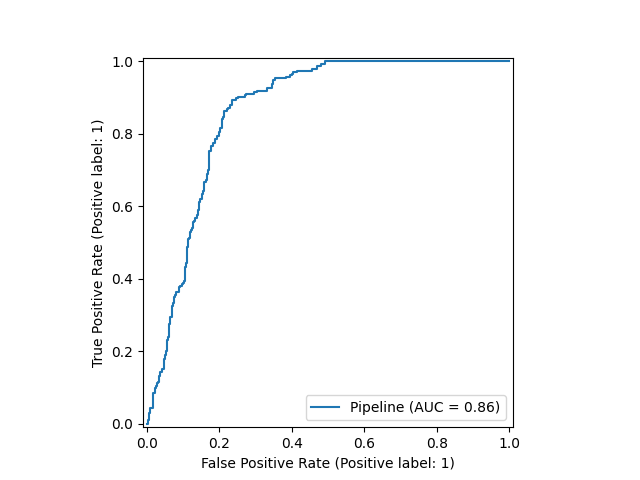 1.0
0.8
0.6
0.4
0.2
0.0
True Positive Rate (Positive label: 1)
Pipeline (AUC = 0.86)
0.0 0.2 0.4 0.6 0.8 1.0
False Positive Rate (Positive label: 1)